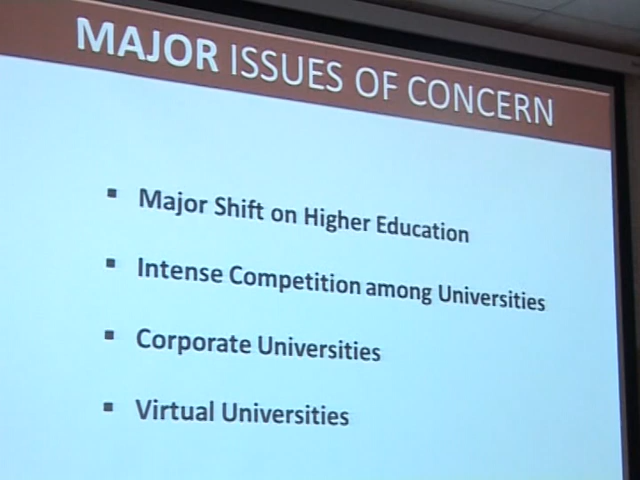 MAJOR ISSUES OF CONCERN
▪ Major Shift on Higher Education
▪ Intense Competition among Universities
▪ Corporate Universities
▪ Virtual Universities